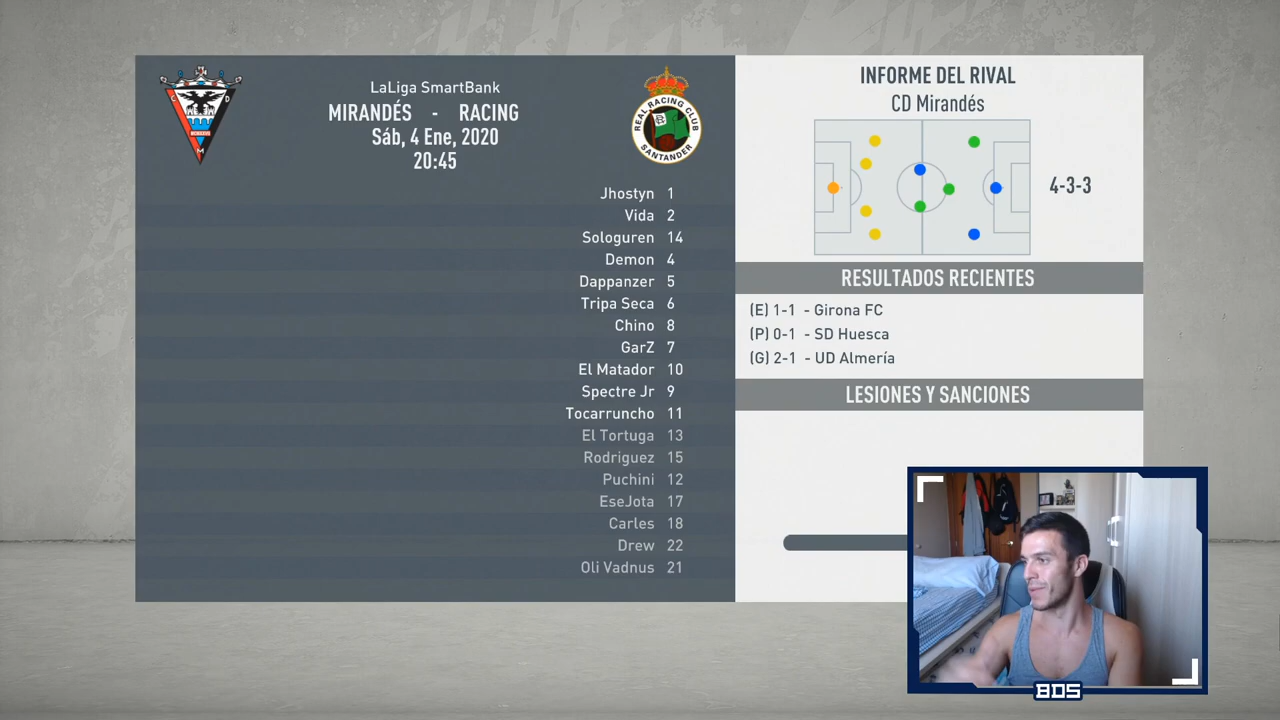 LaLiga SmartBank
MIRANDÉS - RACING
Sáb, 4 Ene, 2020
20:45
REAL RACING CLUB
SANTANDER
Jhostyn 1
Vida 2
Sologuren 14
Demon 4
Dappanzer 5
Tripa Seca 6
Chino 8
GarZ 7
El Matador 10
Spectre Jr 9
Tocarruncho 11
El Tortuga 13
Rodriguez 15
Puchini 12
EseJota 17
Carles 18
Drew 22
Oli Vadnus 21
INFORME DEL RIVAL
CD Mirandés
4-3-3
RESULTADOS RECIENTES
(E) 1-1 - Girona FC
(P) 0-1 - SD Huesca
(G) 2-1 - UD Almería
LESIONES Y SANCIONES
BDS